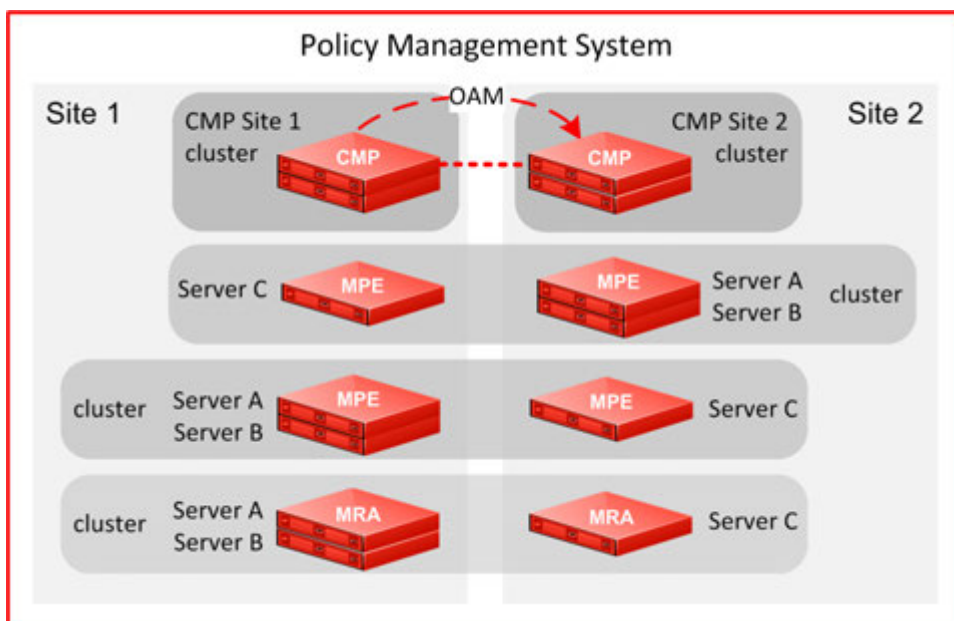 Policy Management System
Site 1
OAM
Site 2
CMP Site 1
cluster
CMP
CMP
CMP Site 2
cluster
Server C
MPE
MPE
Server A
Server B
cluster
cluster
Server A
Server B
MPE
MPE
Server C
cluster
Server A
Server B
MRA
MRA
Server C